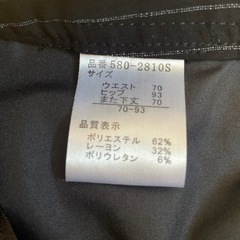 品番 580-2810S
サイズ
ウエスト 70
ヒップ 93
また下丈 70
70-93
品質表示
ポリエステル 62%
レーヨン 32%
ポリウレタン 6%